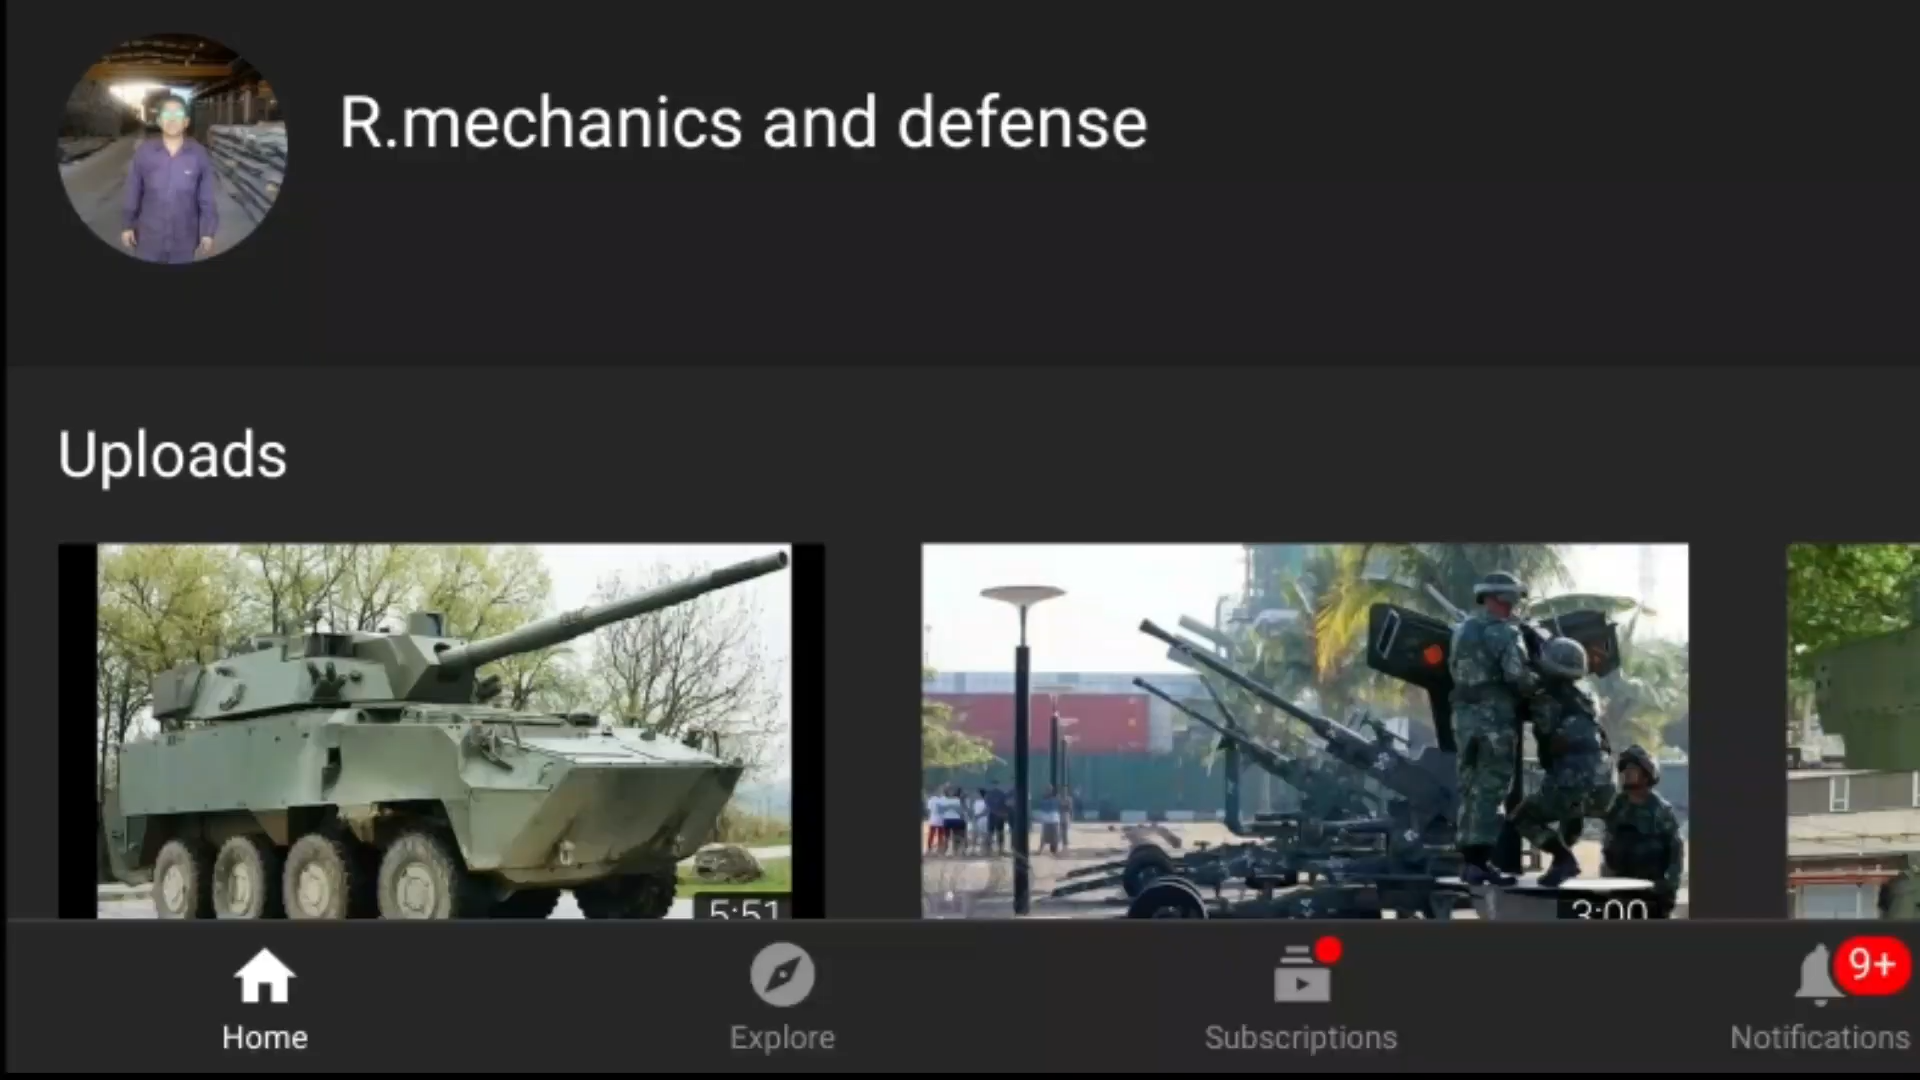 R.mechanics and defense
Uploads
5:51
3:00
Home
Explore
Subscriptions
9+
Notifications